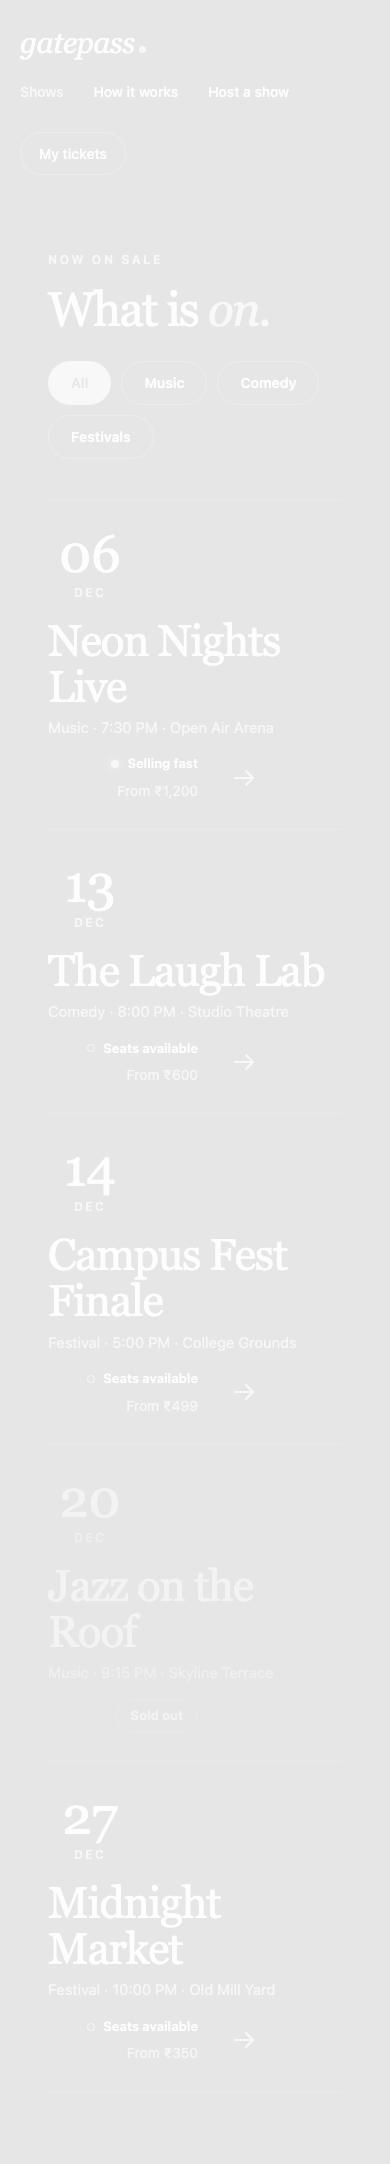 gatepass.
Shows How it works Host a show
My tickets
NOW ON SALE
What is on.
All Music Comedy
Festivals
06
DEC
Neon Nights
Live
Music · 7:30 PM · Open Air Arena
Selling fast
From ₹1,200
13
DEC
The Laugh Lab
Comedy · 8:00 PM · Studio Theatre
Seats available
From ₹600
14
DEC
Campus Fest
Finale
Festival · 5:00 PM · College Grounds
Seats available
From ₹499
20
DEC
Jazz on the
Roof
Music · 9:15 PM · Skyline Terrace
Sold out
27
DEC
Midnight
Market
Festival · 10:00 PM · Old Mill Yard
Seats available
From ₹350